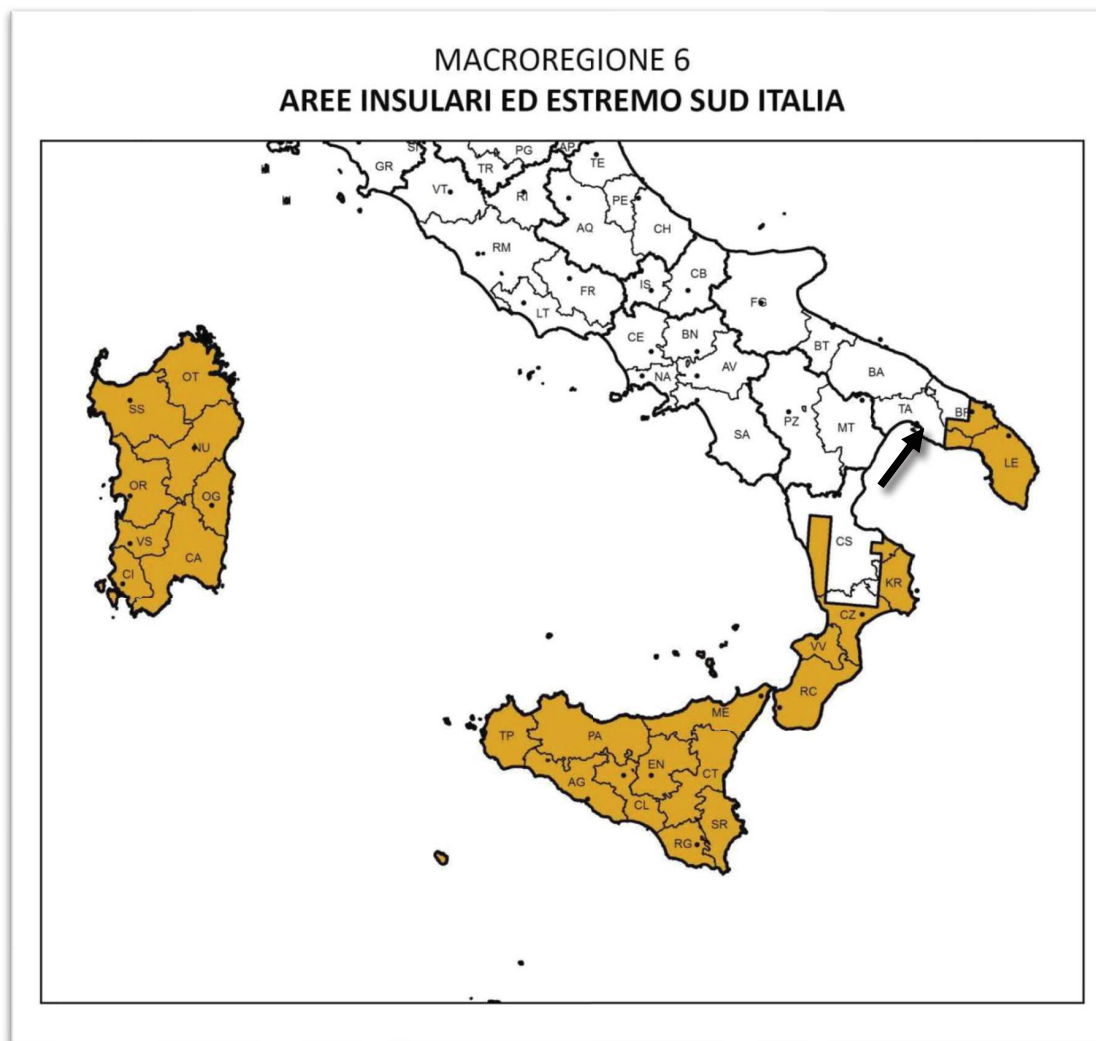 MACROREGIONE 6
AREE INSULARI ED ESTREMO SUD ITALIA
SI
PG
AP
GR
TR
TE
VT
RI
PE
AQ
CH
RM
CB
IS
FR
FG
LT
CE
BN
BT
AV
BA
NA
OT
SS
TA
BR
PZ
MT
SA
NU
LE
OR
OG
VS
CS
CA
CI
KR
CZ
VV
RC
ME
TP
PA
EN
CT
AG
CL
SR
RG